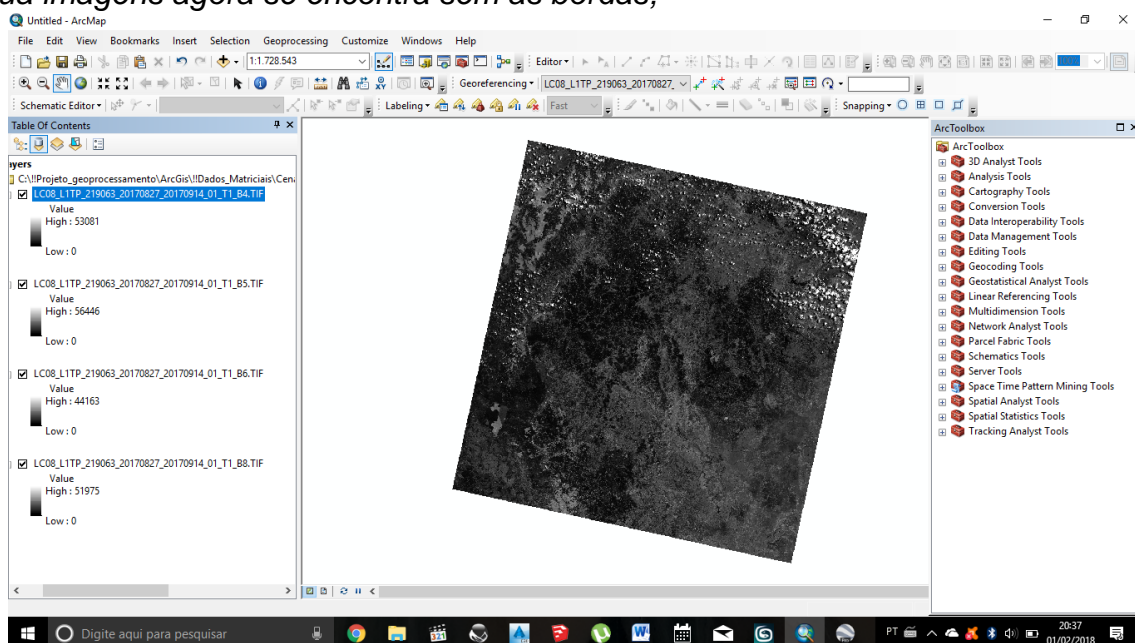 da imagens agora se encontra sem as bordas,
Untitled - ArcMap
File Edit View Bookmarks Insert Selection Geoprocessing Customize Windows Help
1:1.728.543
Editor
Georeferencing LC08_L1TP_219063_20170827_
Schematic Editor
Labeling Fast Snapping
Table Of Contents
ayers
C:\!!Projeto_geoprocessamento\ArcGis\!!Dados_Matriciais\Cena
LC08_L1TP_219063_20170827_20170914_01_T1_B4.TIF
Value
High : 53081
Low : 0
LC08_L1TP_219063_20170827_20170914_01_T1_B5.TIF
Value
High : 56446
Low : 0
LC08_L1TP_219063_20170827_20170914_01_T1_B6.TIF
Value
High : 44163
Low : 0
LC08_L1TP_219063_20170827_20170914_01_T1_B8.TIF
Value
High : 51975
Low : 0
ArcToolbox
ArcToolbox
3D Analyst Tools
Analysis Tools
Cartography Tools
Conversion Tools
Data Interoperability Tools
Data Management Tools
Editing Tools
Geocoding Tools
Geostatistical Analyst Tools
Linear Referencing Tools
Multidimension Tools
Network Analyst Tools
Parcel Fabric Tools
Schematics Tools
Server Tools
Space Time Pattern Mining Tools
Spatial Analyst Tools
Spatial Statistics Tools
Tracking Analyst Tools
Digite aqui para pesquisar
PT
20:37
01/02/2018